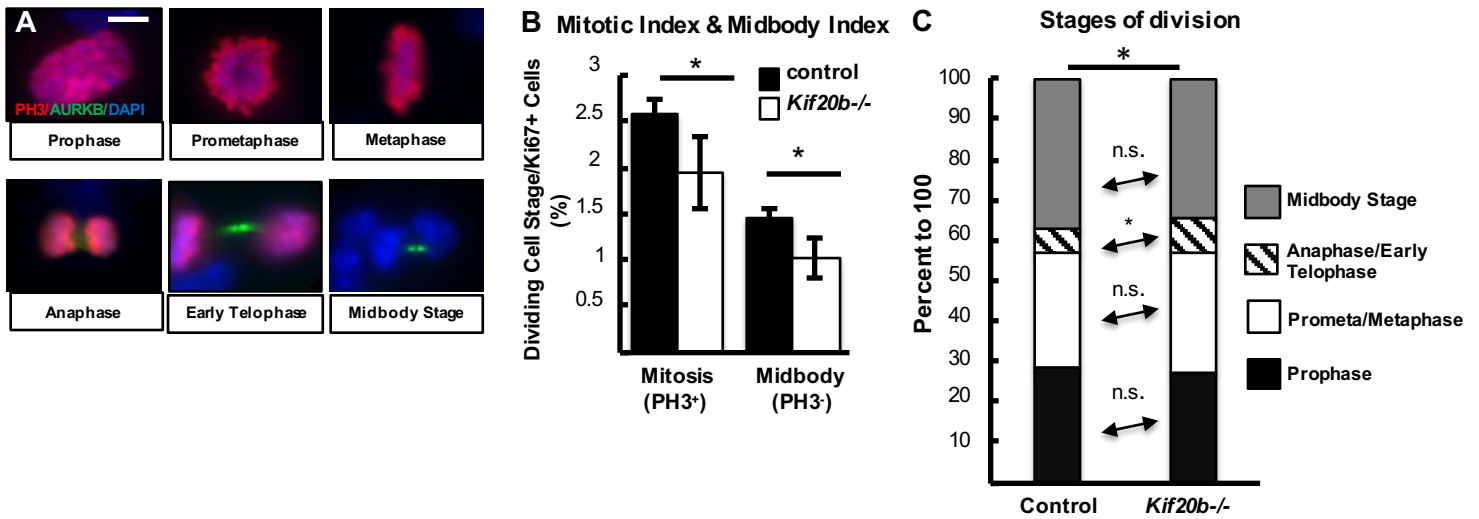 A
PH3/AURKB/DAPI
Prophase
Prometaphase
Metaphase
Anaphase
Early Telophase
Midbody Stage
B
Mitotic Index & Midbody Index
Dividing Cell Stage/Ki67+ Cells
(%)
3
2.5
2
1.5
1
0.5
*
*
control
Kif20b-/-
Mitosis
(PH3+)
Midbody
(PH3-)
C
Stages of division
*
Percent to 100
100
90
80
70
60
50
40
30
20
10
n.s.
*
n.s.
n.s.
Control
Kif20b-/-
Midbody Stage
Anaphase/Early
Telophase
Prometa/Metaphase
Prophase